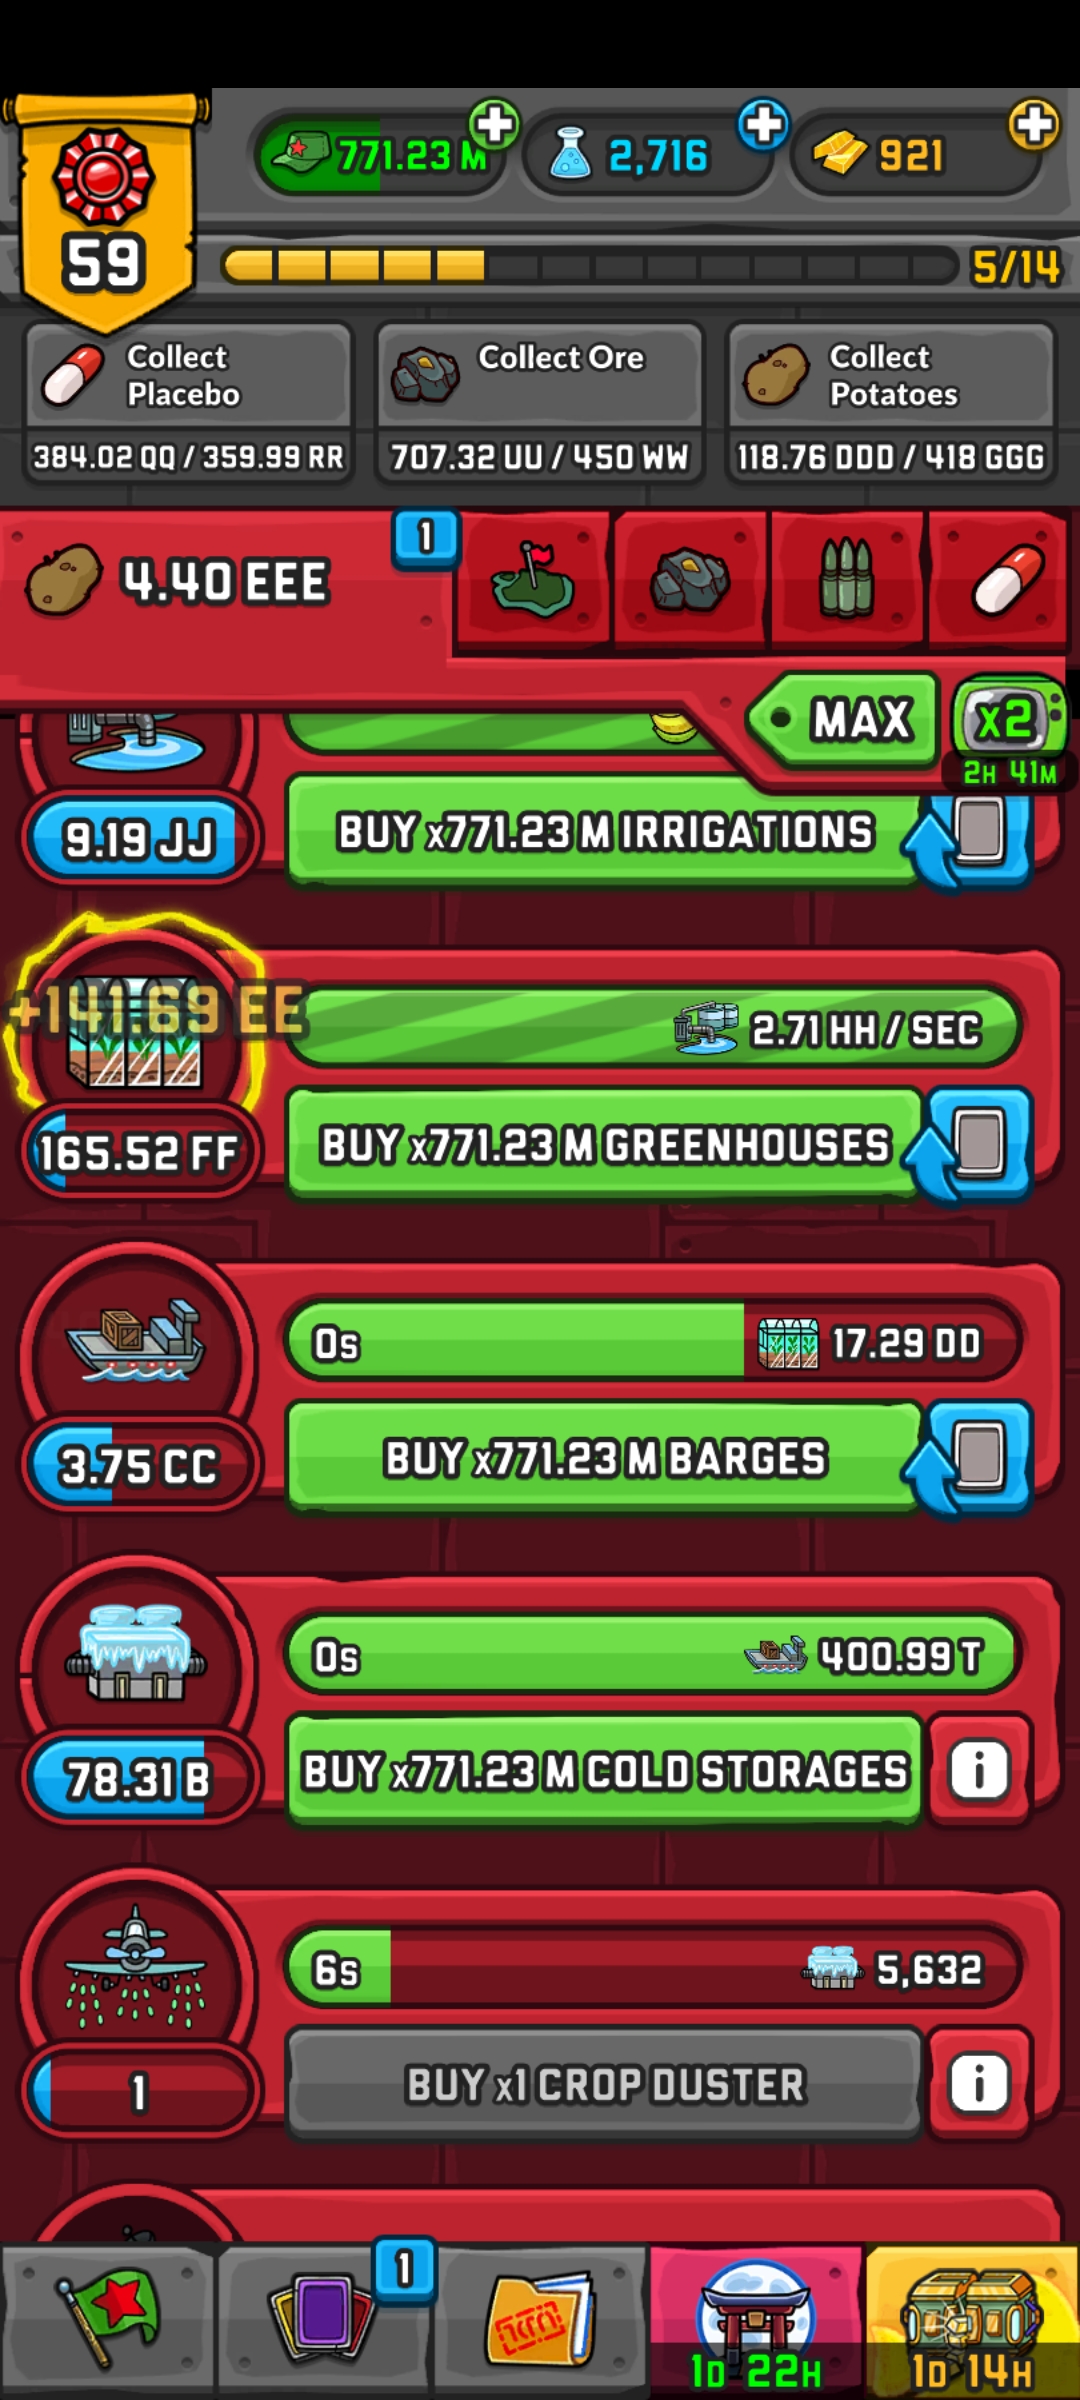 771.23 M
2,716
921
59
5/14
Collect
Placebo
384.02 QQ / 359.99 RR
Collect Ore
707.32 UU / 450 WW
Collect
Potatoes
118.76 DDD / 418 GGG
4.40 EEE
1
MAX
x2
2H 41M
9.19 JJ
BUY x771.23 M IRRIGATIONS
+141.69 EE
2.71 HH / SEC
165.52 FF
BUY x771.23 M GREENHOUSES
0s
17.29 DD
3.75 CC
BUY x771.23 M BARGES
0s
400.99 T
78.31 B
BUY x771.23 M COLD STORAGES
i
6s
5,632
1
BUY x1 CROP DUSTER
i
1
1D 22H
1D 14H